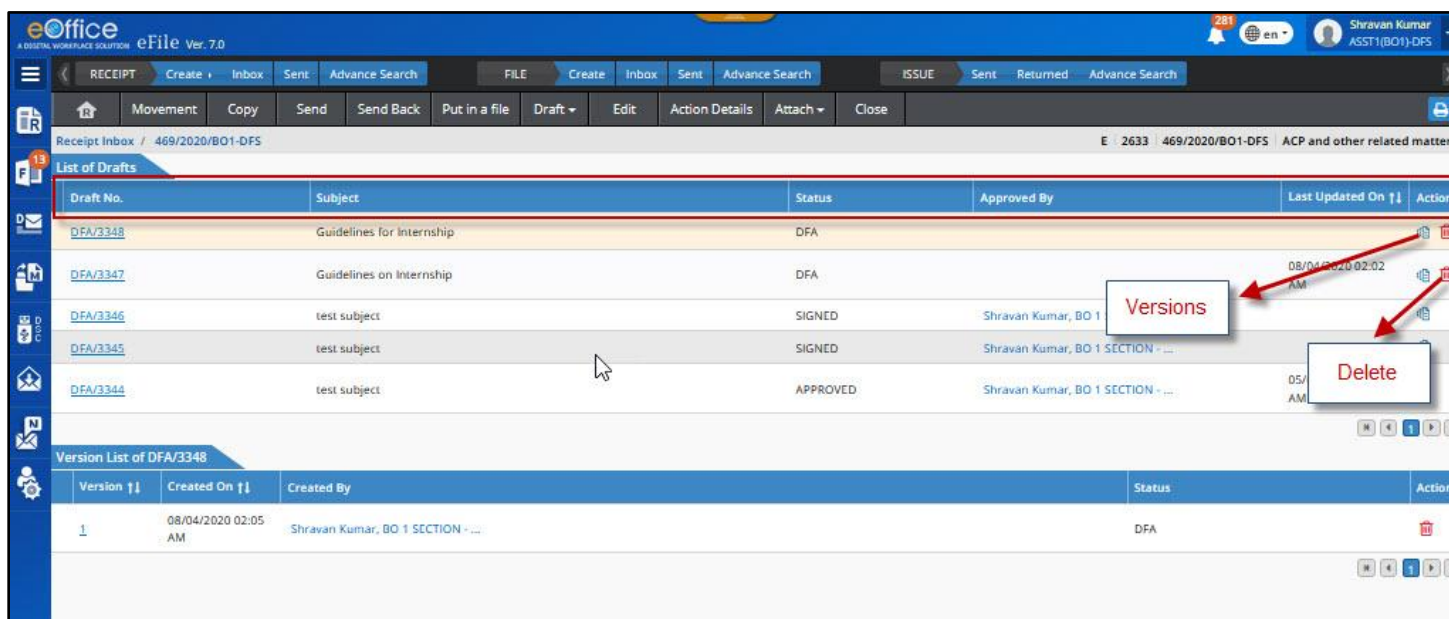 eOffice
A DIGITAL WORKPLACE SOLUTION eFile Ver. 7.0
281
en
Shravan Kumar
ASST1(BO1)-DFS
RECEIPT Create Inbox Sent Advance Search FILE Create Inbox Sent Advance Search ISSUE Sent Returned Advance Search
R Movement Copy Send Send Back Put in a file Draft Edit Action Details Attach Close
R
Receipt Inbox / 469/2020/BO1-DFS E 2633 469/2020/BO1-DFS ACP and other related matter
13
F
List of Drafts
Draft No. Subject Status Approved By Last Updated On Action
D
DFA/3348 Guidelines for Internship DFA
M
DFA/3347 Guidelines on Internship DFA 08/04/2020 02:02
AM
Versions
DSC
DFA/3346 test subject SIGNED Shravan Kumar, BO 1
DFA/3345 test subject SIGNED Shravan Kumar, BO 1 SECTION - ...
Delete
DFA/3344 test subject APPROVED Shravan Kumar, BO 1 SECTION - ... 05/
AM
1
N
Version List of DFA/3348
Version Created On Created By Status Action
1 08/04/2020 02:05 Shravan Kumar, BO 1 SECTION - ... DFA
AM
1